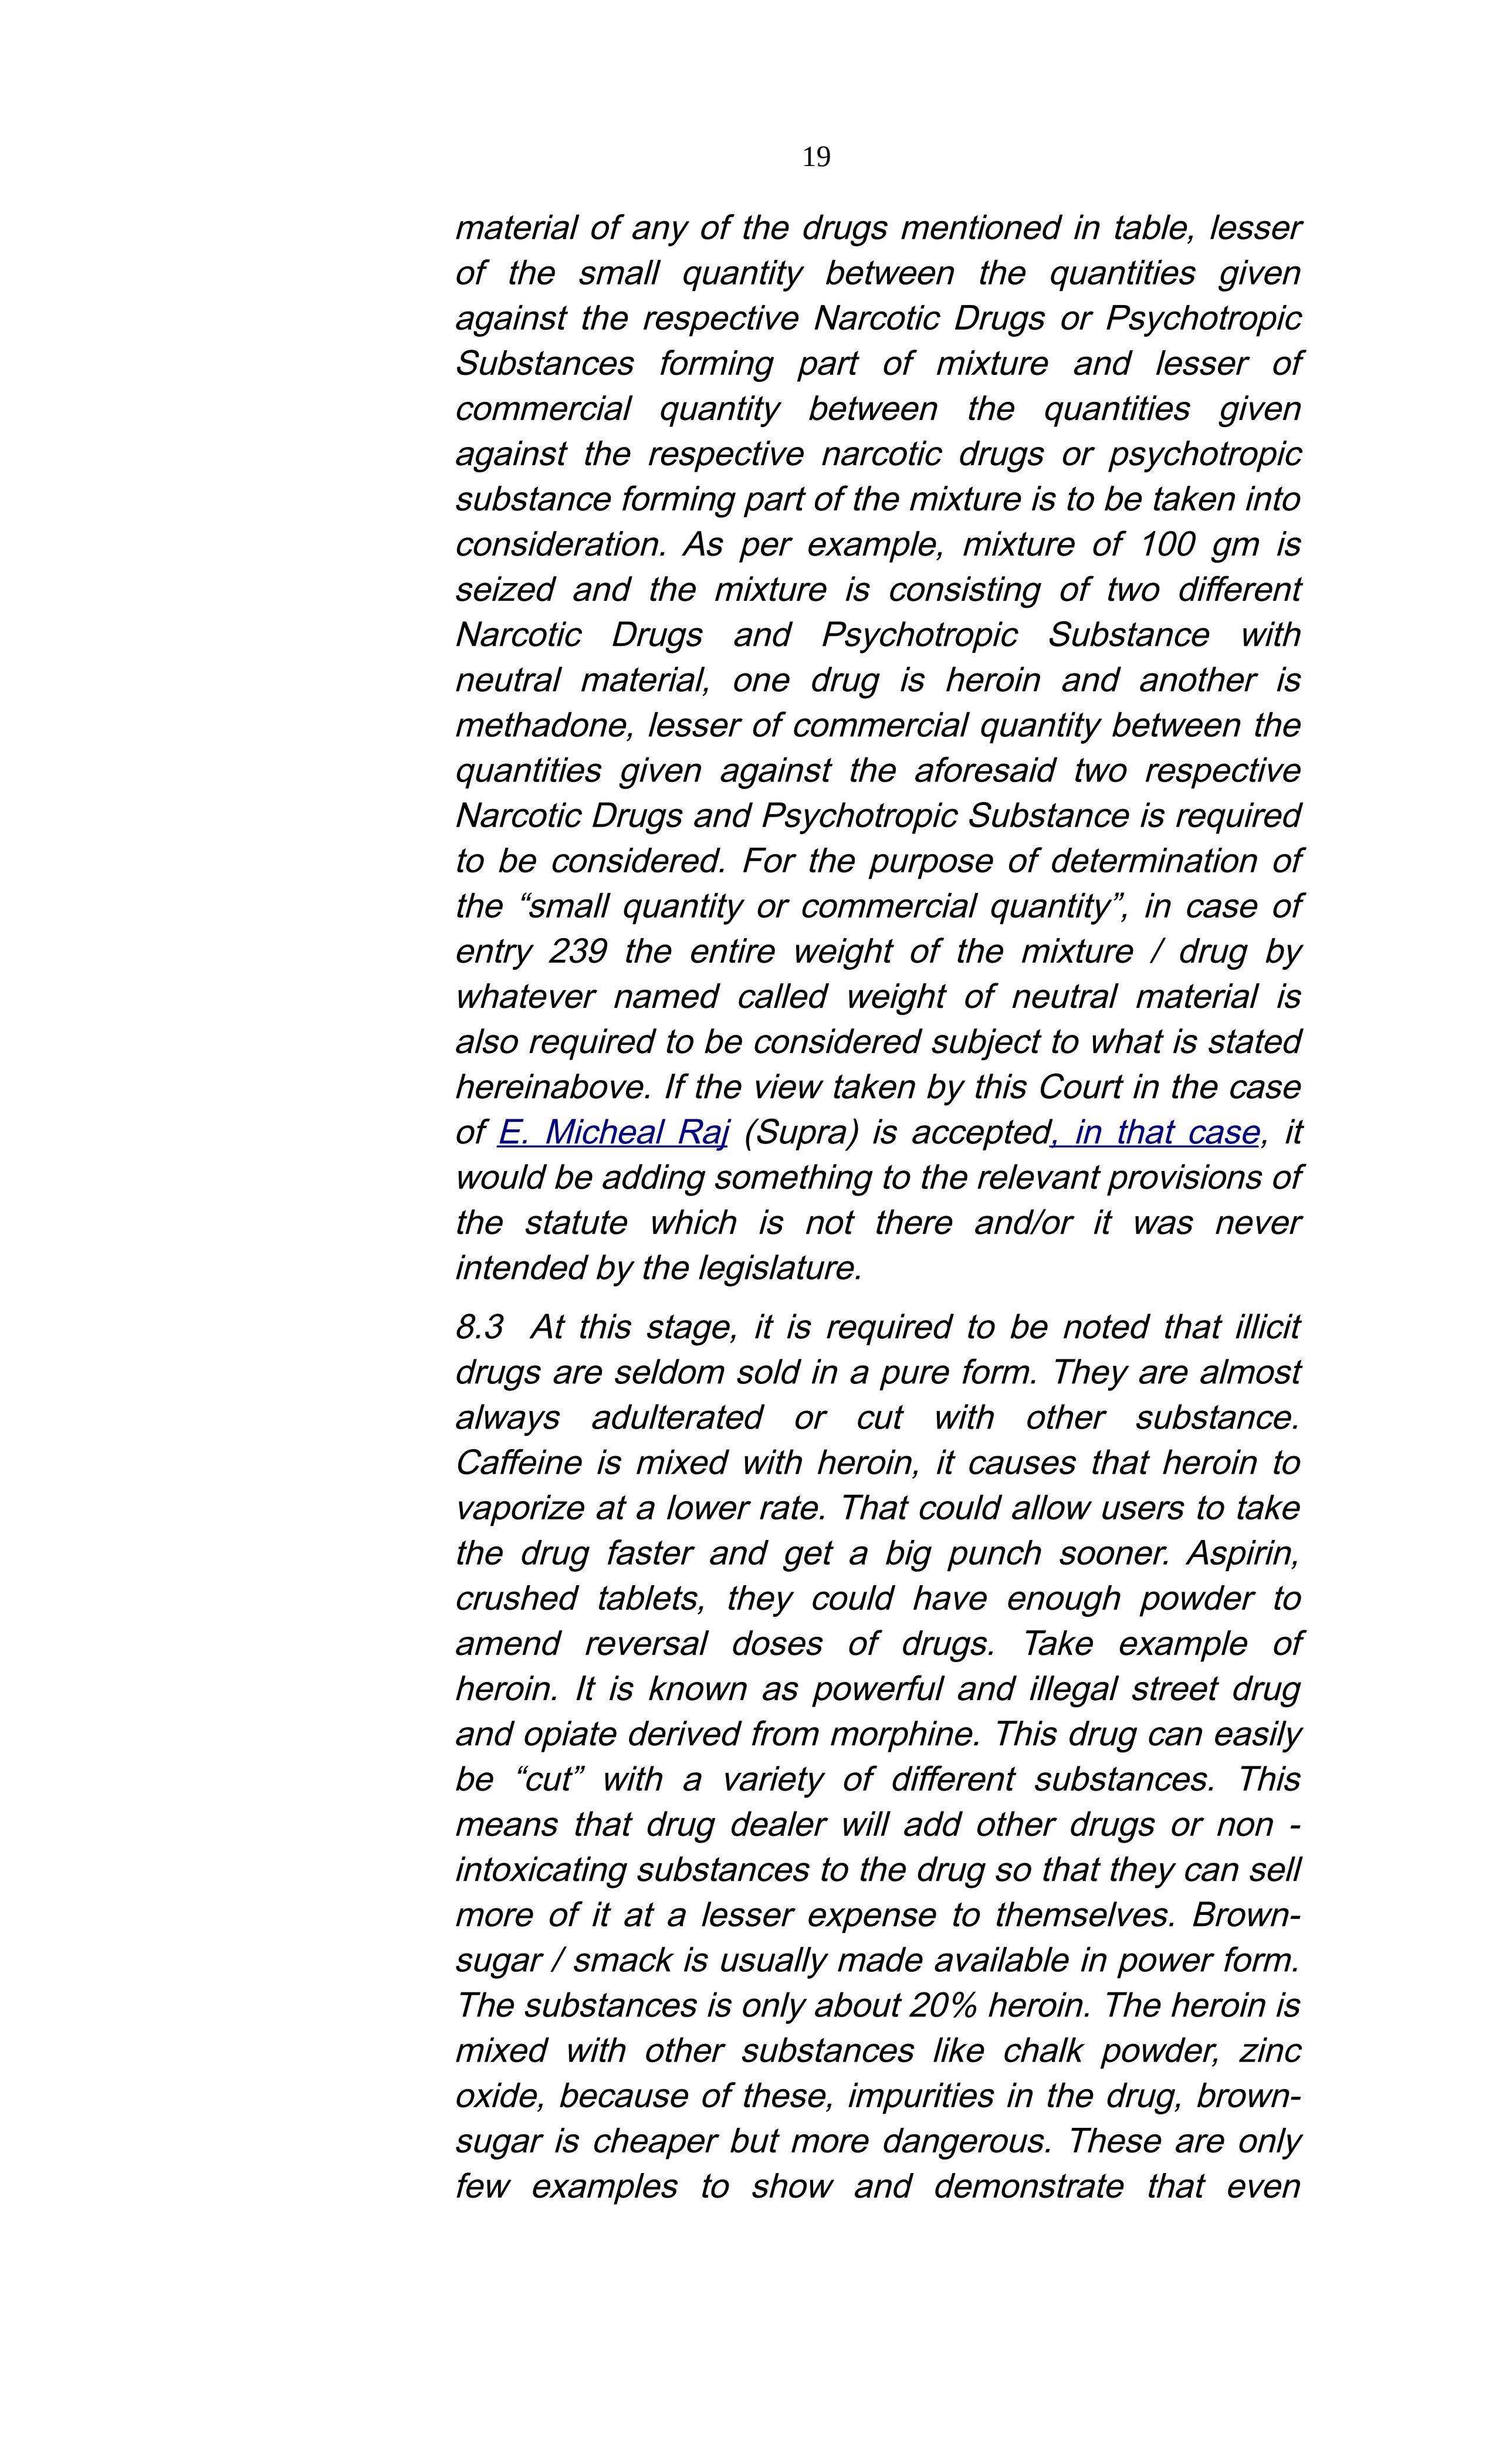 19
material of any of the drugs mentioned in table, lesser
of the small quantity between the quantities given
against the respective Narcotic Drugs or Psychotropic
Substances forming part of mixture and lesser of
commercial quantity between the quantities given
against the respective narcotic drugs or psychotropic
substance forming part of the mixture is to be taken into
consideration. As per example, mixture of 100 gm is
seized and the mixture is consisting of two different
Narcotic Drugs and Psychotropic Substance with
neutral material, one drug is heroin and another is
methadone, lesser of commercial quantity between the
quantities given against the aforesaid two respective
Narcotic Drugs and Psychotropic Substance is required
to be considered. For the purpose of determination of
the “small quantity or commercial quantity”, in case of
entry 239 the entire weight of the mixture / drug by
whatever named called weight of neutral material is
also required to be considered subject to what is stated
hereinabove. If the view taken by this Court in the case
of E. Micheal Raj (Supra) is accepted, in that case, it
would be adding something to the relevant provisions of
the statute which is not there and/or it was never
intended by the legislature.
8.3 At this stage, it is required to be noted that illicit
drugs are seldom sold in a pure form. They are almost
always adulterated or cut with other substance.
Caffeine is mixed with heroin, it causes that heroin to
vaporize at a lower rate. That could allow users to take
the drug faster and get a big punch sooner. Aspirin,
crushed tablets, they could have enough powder to
amend reversal doses of drugs. Take example of
heroin. It is known as powerful and illegal street drug
and opiate derived from morphine. This drug can easily
be “cut” with a variety of different substances. This
means that drug dealer will add other drugs or non -
intoxicating substances to the drug so that they can sell
more of it at a lesser expense to themselves. Brown-
sugar / smack is usually made available in power form.
The substances is only about 20% heroin. The heroin is
mixed with other substances like chalk powder, zinc
oxide, because of these, impurities in the drug, brown-
sugar is cheaper but more dangerous. These are only
few examples to show and demonstrate that even